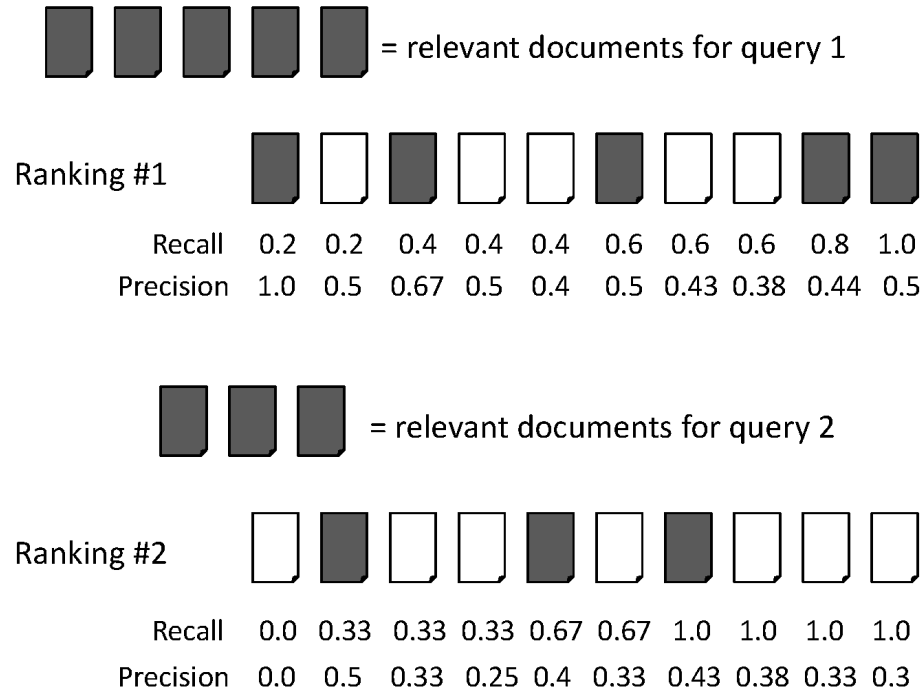 = relevant documents for query 1
Ranking #1
Recall 0.2 0.2 0.4 0.4 0.4 0.6 0.6 0.6 0.8 1.0
Precision 1.0 0.5 0.67 0.5 0.4 0.5 0.43 0.38 0.44 0.5
= relevant documents for query 2
Ranking #2
Recall 0.0 0.33 0.33 0.33 0.67 0.67 1.0 1.0 1.0 1.0
Precision 0.0 0.5 0.33 0.25 0.4 0.33 0.43 0.38 0.33 0.3